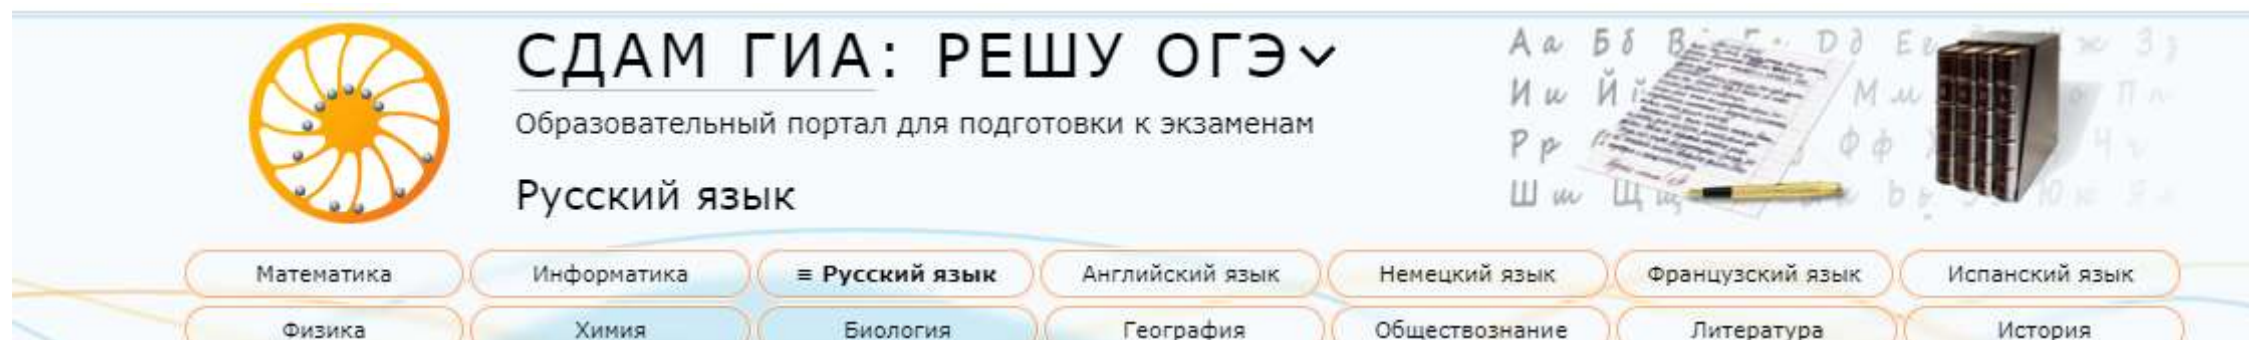 СДАМ ГИА: РЕШУ ОГЭ
Образовательный портал для подготовки к экзаменам
Русский язык
Математика
Информатика
≡ Русский язык
Английский язык
Немецкий язык
Французский язык
Испанский язык
Физика
Химия
Биология
География
Обществознание
Литература
История